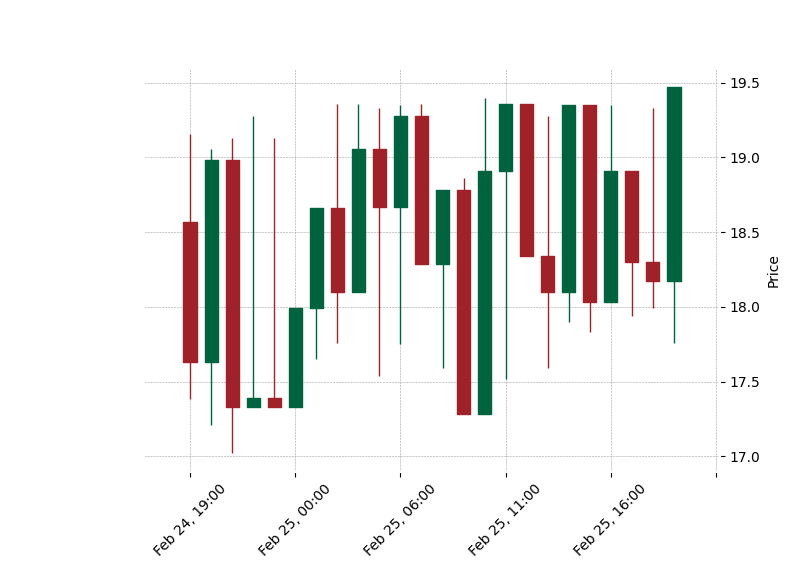 19.5
19.0
18.5
18.0
17.5
17.0
Price
Feb 24, 19:00
Feb 25, 00:00
Feb 25, 06:00
Feb 25, 11:00
Feb 25, 16:00